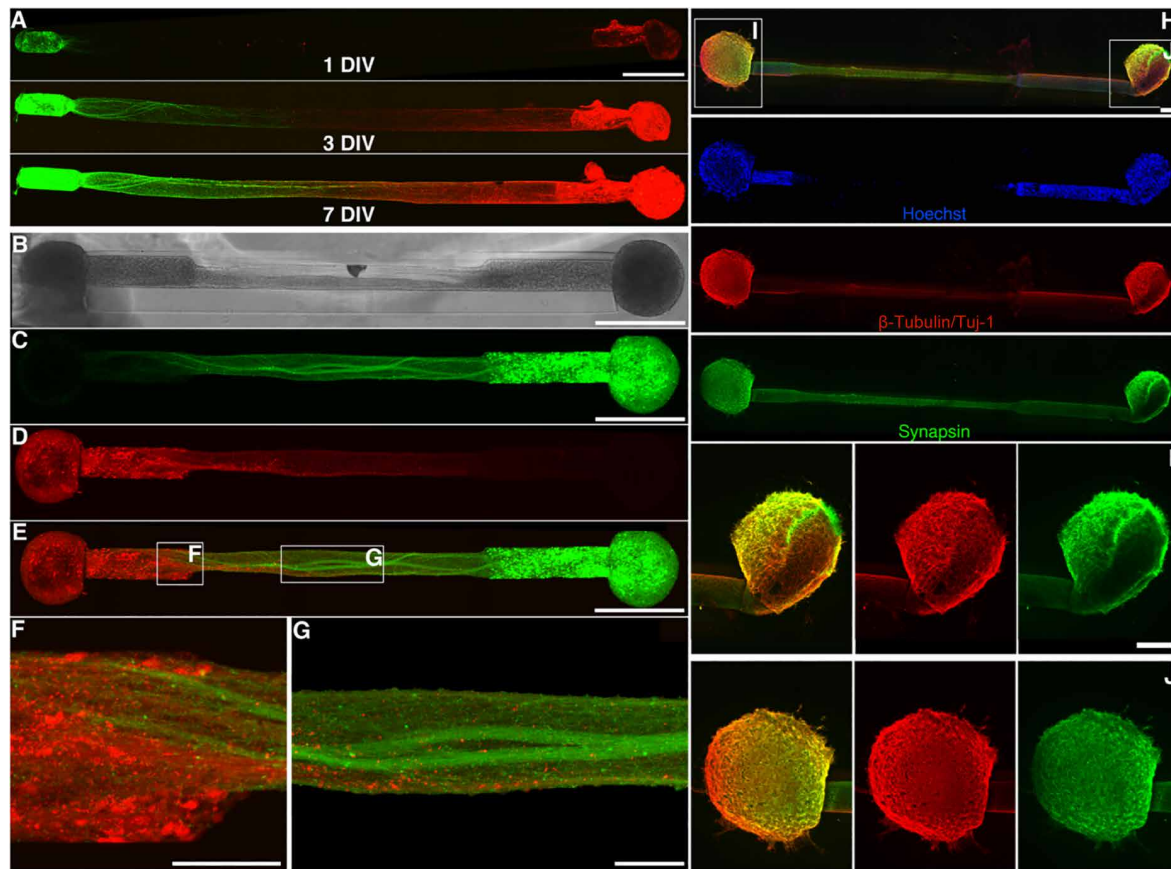 A
1 DIV
3 DIV
7 DIV
B
C
D
E
F
G
F
G
H
I
J
Hoechst
β-Tubulin/Tuj-1
Synapsin
I
J